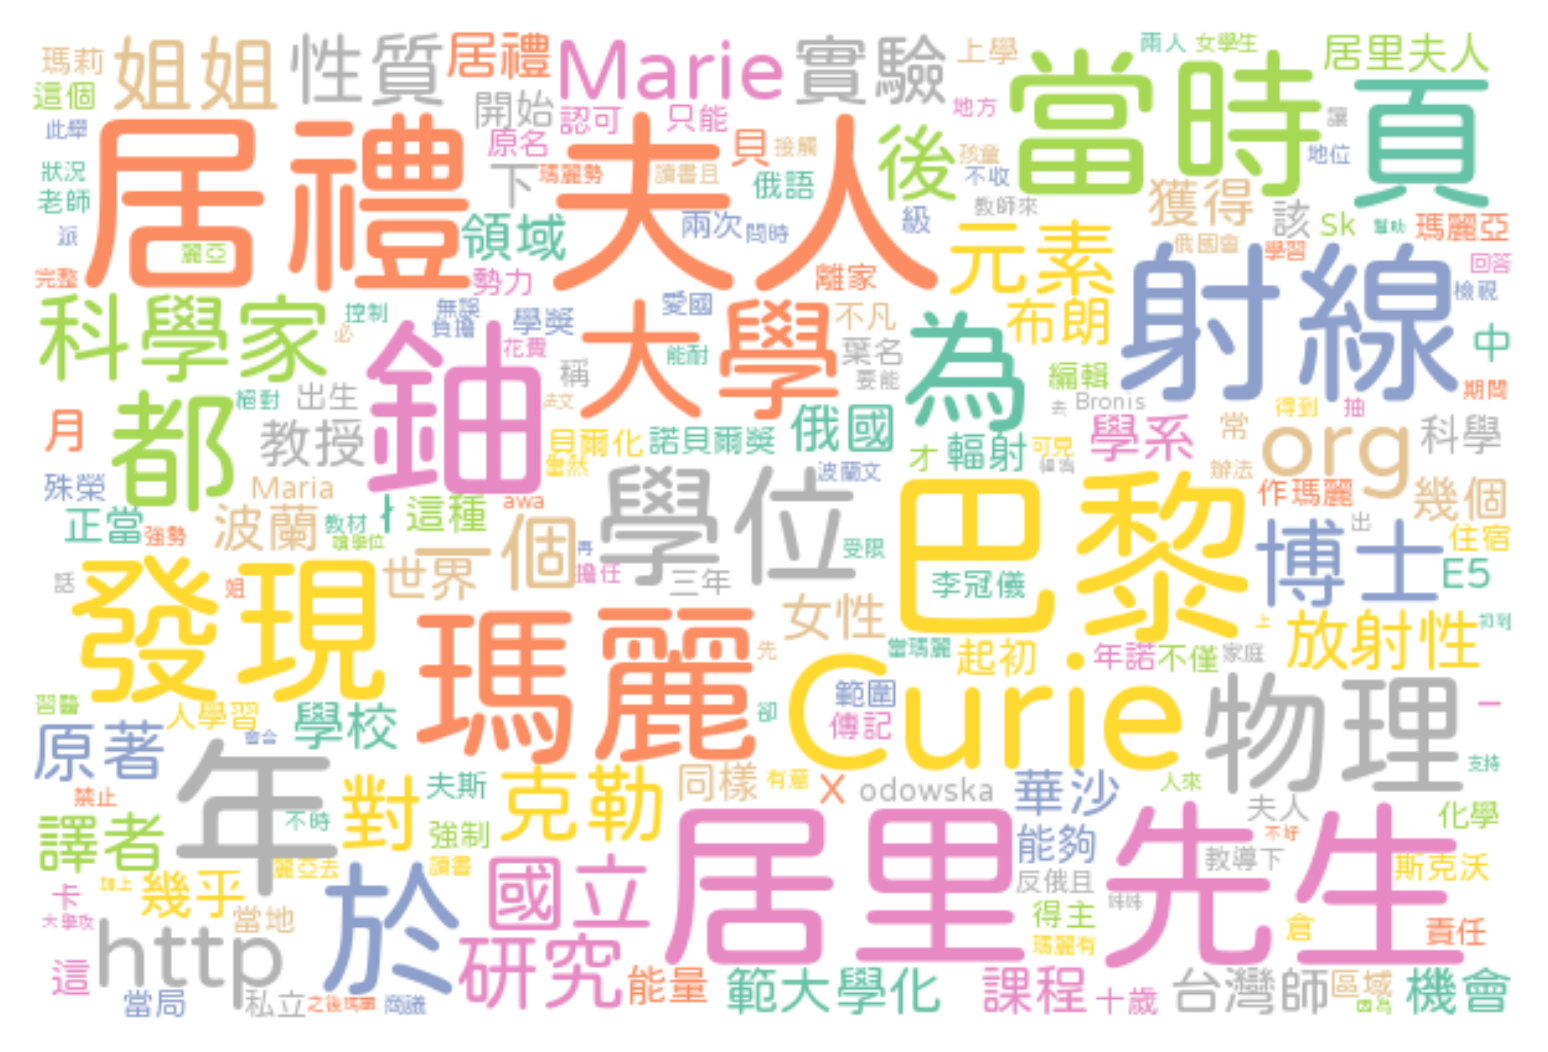 瑪莉 姐姐 性質 居禮 Marie 實驗 上學 兩人 女學生 居里夫人
這個 開始 認可 只能 地方 當時 頁 讓
此舉 原名 貝 接觸 後 孩童 地位
居禮夫人
狀況 下 瑪麗勢 讀書且 俄語 不收
老師 教師來 獲得 該 Sk 幫助 瑪麗亞
派 麗亞 領域 兩次 問時 級 元素 俄國會 學習
完整 勢力 離家 射線 回答 檢視
科學家 控制 無誤 學獎 愛國 不凡 布朗 中
必 負擔 鈾 花費 大學 能耐 葉名 為
稱 要能 編輯 期間
都 絕對 出生 法文 去 Bronis 得到 抽
月 教授 貝爾化 諾貝爾獎 俄國 學系 常 org 科學
當然 才 輻射 可見 波蘭文 辦法
殊榮 Maria awa 學位 巴黎 作瑪麗 幾個
正當 強勢 波蘭 教材 這種 一個 再 受限 博士 出 住宿
話 發現 姐 世界 擔任 三年 李冠儀 E5
瑪麗 女性 上 放射性 初到
先 當瑪麗 起初 年諾 不僅 家庭
習醫 人學習 學校 卻 範圍 Curie 物理 一
原著 會合 傳記
年 對 夫斯 克勒 同樣 有意 X odowska 華沙 人來 支持
禁止 不時 夫人 化學
譯者 強制 居里先生 能夠 不好
麗亞去 讀書 教導下 斯克沃
卡 加上 幾乎 於 國立 反俄且 姊姊
大學攻 當地 得主 倉 責任
http 研究 瑪麗有
這 能量 範大學化 課程 十歲 台灣師 區域 機會
當局 私立 之後瑪麗 商議 因為